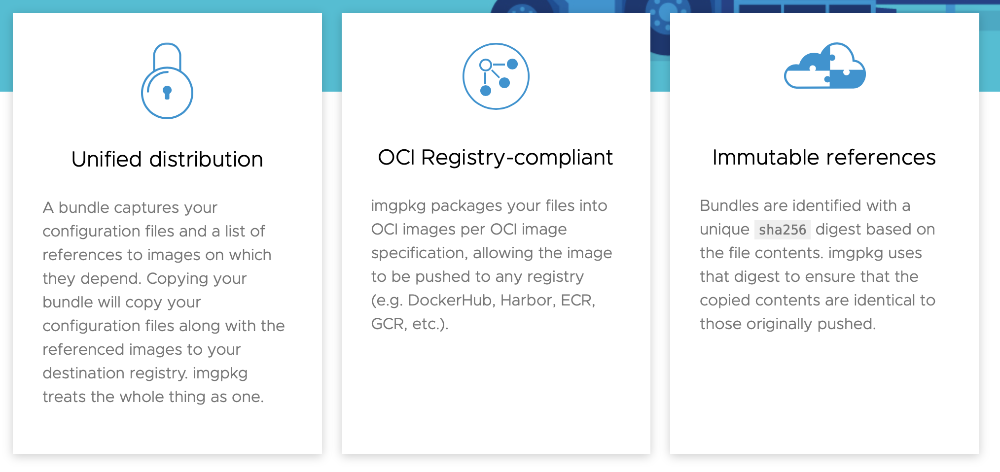 Unified distribution
A bundle captures your
configuration files and a list of
references to images on which
they depend. Copying your
bundle will copy your
configuration files along with the
referenced images to your
destination registry. imgpkg
treats the whole thing as one.
OCI Registry-compliant
imgpkg packages your files into
OCI images per OCI image
specification, allowing the image
to be pushed to any registry
(e.g. DockerHub, Harbor, ECR,
GCR, etc.).
Immutable references
Bundles are identified with a
unique sha256 digest based on
the file contents. imgpkg uses
that digest to ensure that the
copied contents are identical to
those originally pushed.